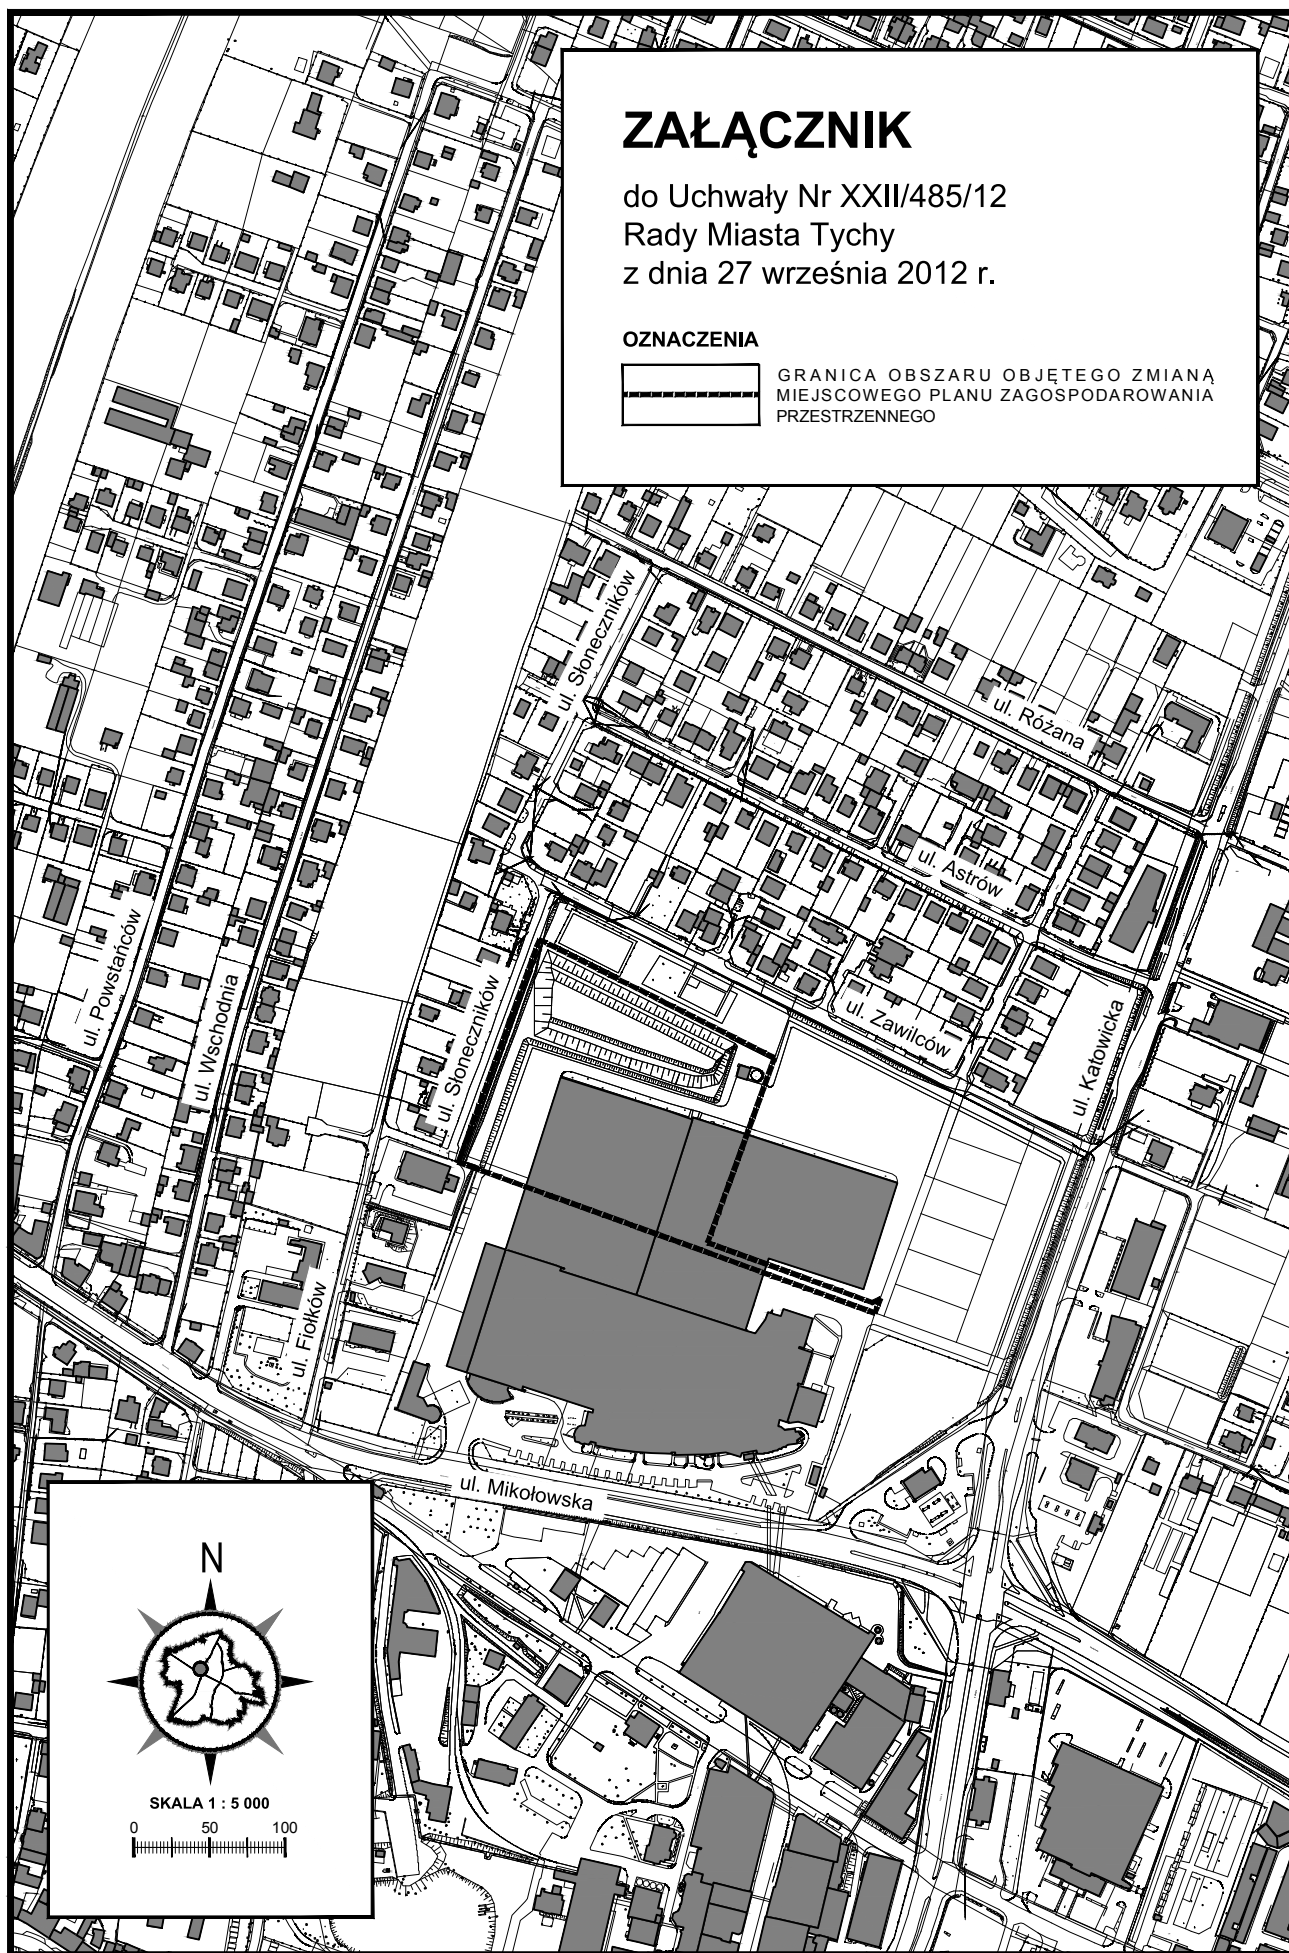 ZAŁĄCZNIK
do Uchwały Nr XXII/485/12
Rady Miasta Tychy
z dnia 27 września 2012 r.
OZNACZENIA
GRANICA OBSZARU OBJĘTEGO ZMIANĄ
MIEJSCOWEGO PLANU ZAGOSPODAROWANIA
PRZESTRZENNEGO
ul. Słoneczników
ul. Różana
ul. Astrów
ul. Powstańców
ul. Wschodnia
ul. Słoneczników
ul. Zawilców
ul. Katowicka
ul. Fiołków
ul. Mikołowska
N
SKALA 1 : 5 000
0 50 100